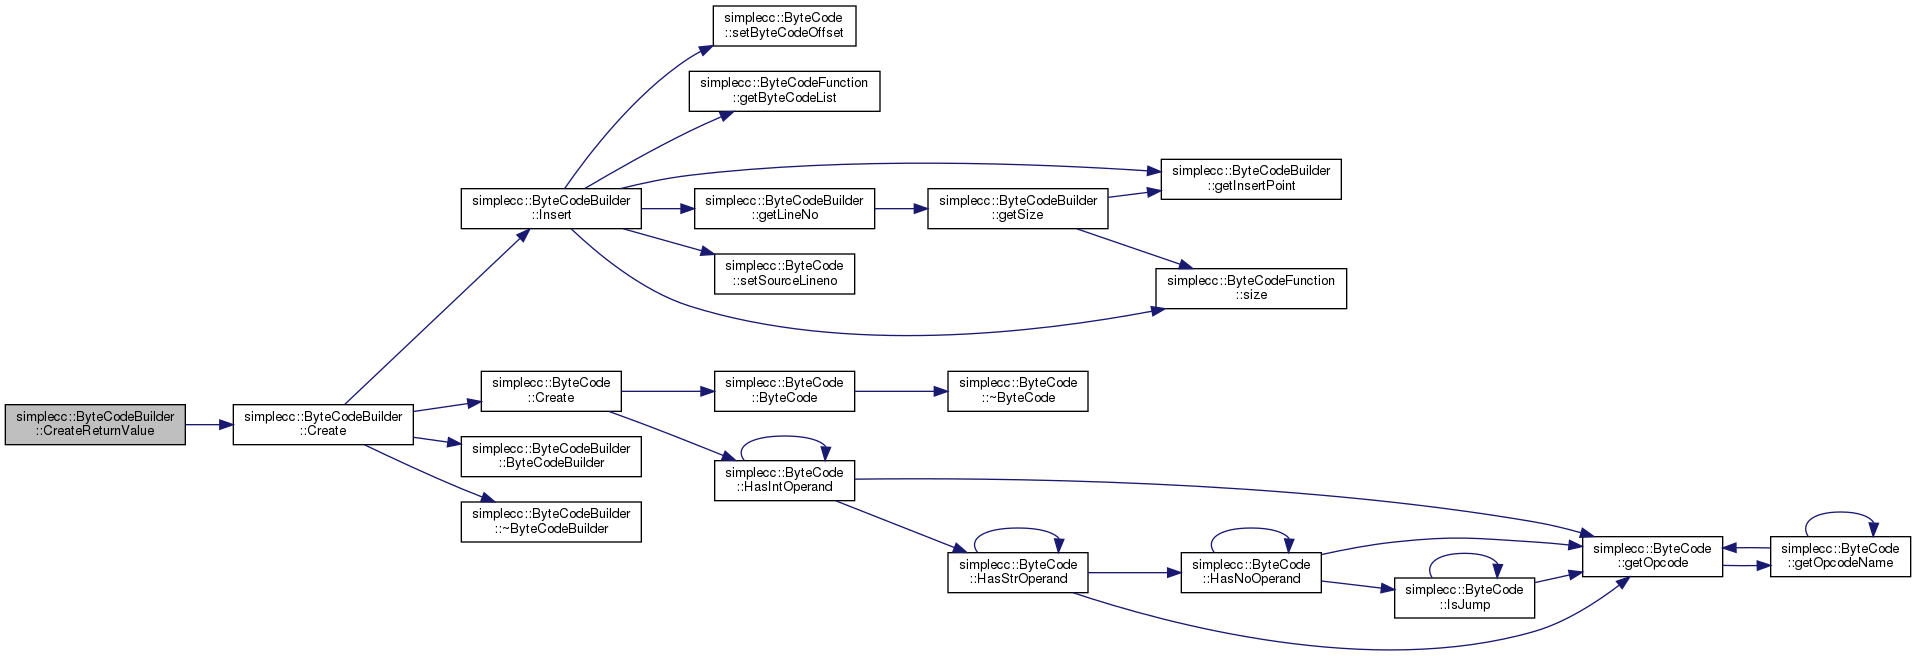 simplecc::ByteCodeBuilder
::CreateReturnValue
simplecc::ByteCodeBuilder
::Create
simplecc::ByteCodeBuilder
::Insert
simplecc::ByteCode
::setByteCodeOffset
simplecc::ByteCodeFunction
::getByteCodeList
simplecc::ByteCodeBuilder
::getInsertPoint
simplecc::ByteCodeBuilder
::getLineNo
simplecc::ByteCodeBuilder
::getSize
simplecc::ByteCode
::setSourceLineno
simplecc::ByteCodeFunction
::size
simplecc::ByteCode
::Create
simplecc::ByteCode
::ByteCode
simplecc::ByteCode
::~ByteCode
simplecc::ByteCodeBuilder
::ByteCodeBuilder
simplecc::ByteCodeBuilder
::~ByteCodeBuilder
simplecc::ByteCode
::HasIntOperand
simplecc::ByteCode
::HasStrOperand
simplecc::ByteCode
::HasNoOperand
simplecc::ByteCode
::IsJump
simplecc::ByteCode
::getOpcode
simplecc::ByteCode
::getOpcodeName